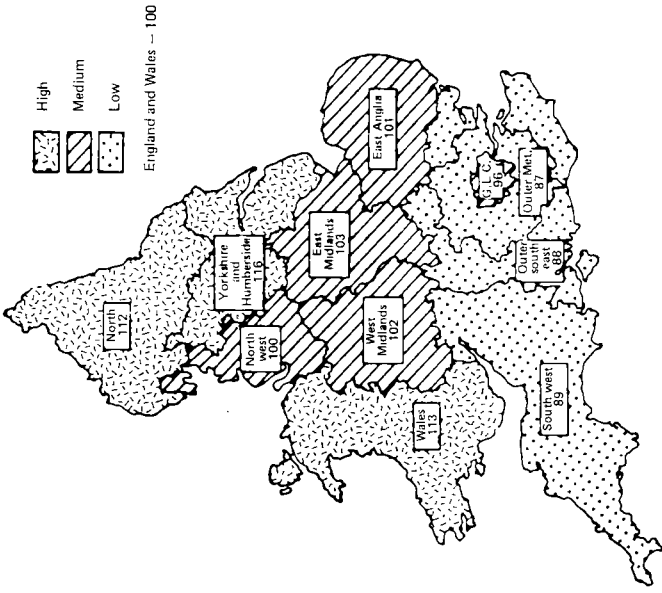 High
Medium
Low
England and Wales – 100
North
112
Yorkshire
and
Humberside
116
North
west
100
East
Midlands
103
West
Midlands
102
East Anglia
101
Wales
113
G.L.C.
96
Outer Met.
87
Outer
south
east
88
South west
89